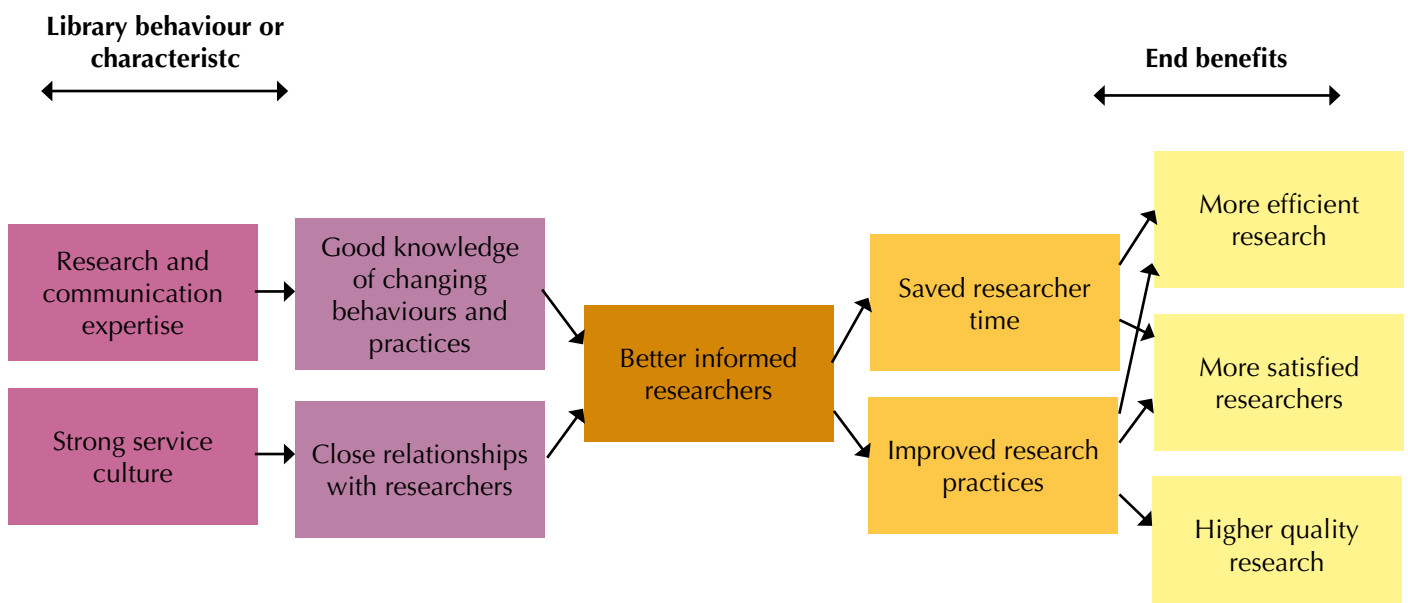 Library behaviour or
characteristc
End benefits
Research and
communication
expertise
Good knowledge
of changing
behaviours and
practices
Strong service
culture
Close relationships
with researchers
Better informed
researchers
Saved researcher
time
Improved research
practices
More efficient
research
More satisfied
researchers
Higher quality
research